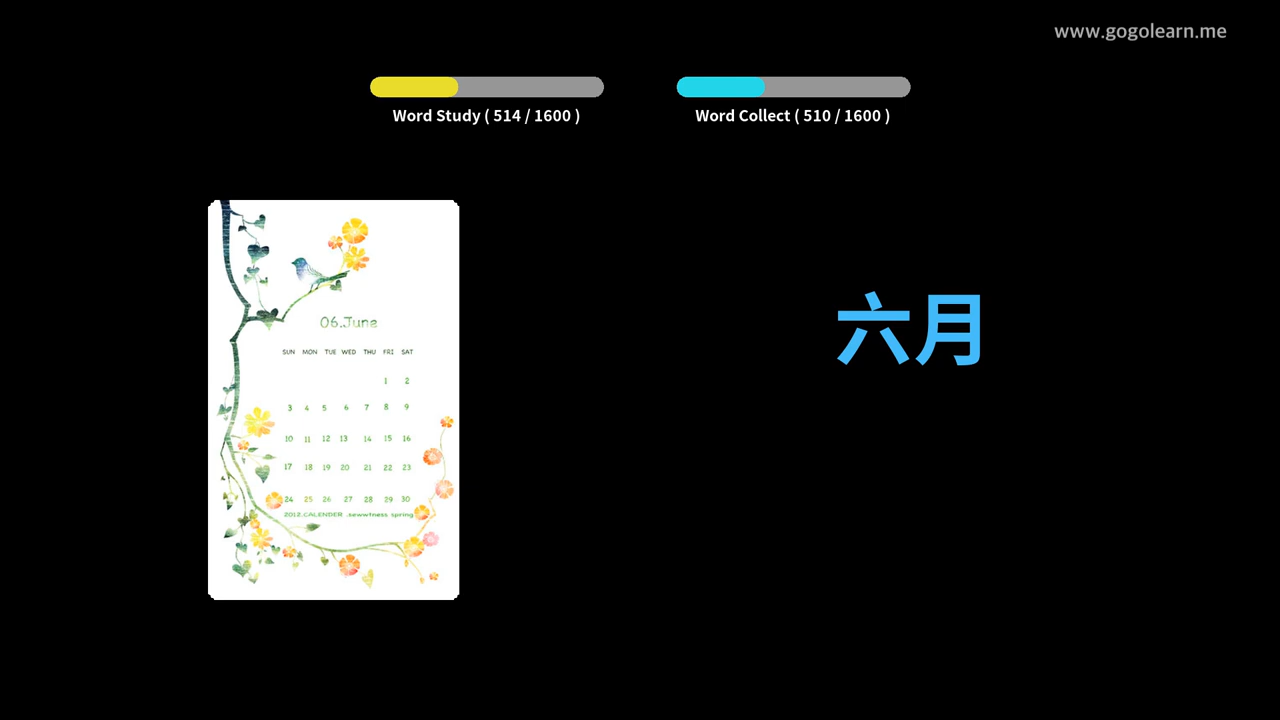 www.gogolearn.me
Word Study ( 514 / 1600 )
Word Collect ( 510 / 1600 )
06.June
SUN MON TUE WED THU FRI SAT
1 2
3 4 5 6 7 8 9
10 11 12 13 14 15 16
17 18 19 20 21 22 23
24 25 26 27 28 29 30
2012.CALENDER .sewwtness spring
六月